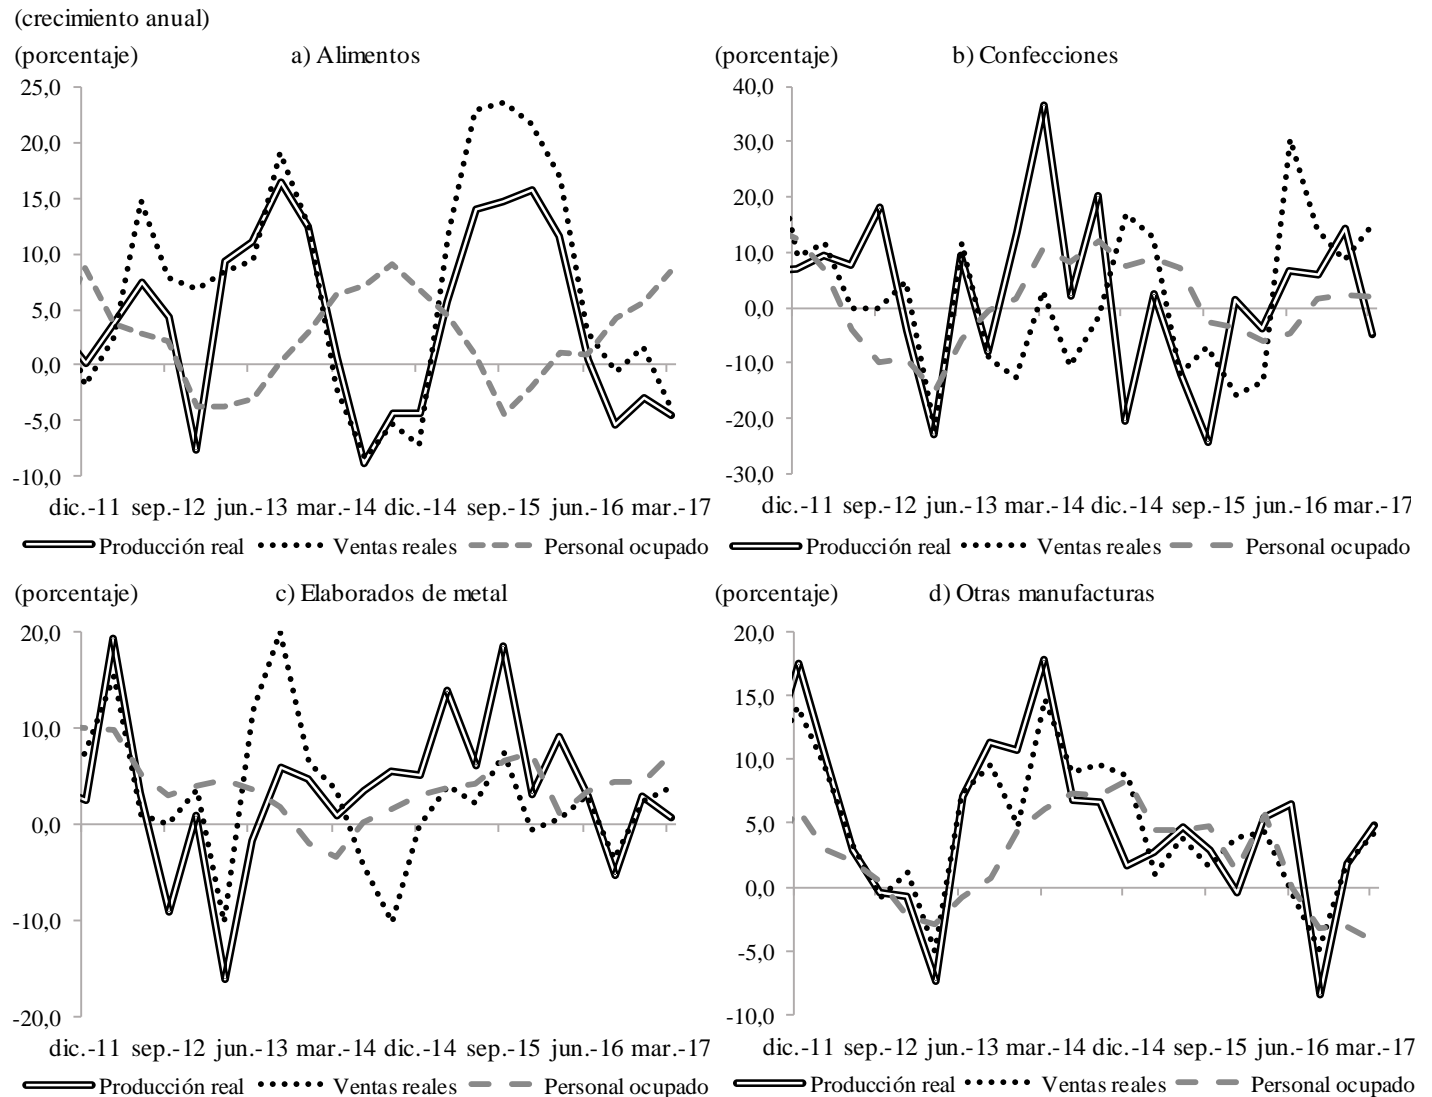 (crecimiento anual)
(porcentaje) a) Alimentos
25,0
20,0
15,0
10,0
5,0
0,0
-5,0
-10,0
dic.-11 sep.-12 jun.-13 mar.-14 dic.-14 sep.-15 jun.-16 mar.-17
Producción real Ventas reales Personal ocupado
(porcentaje) b) Confecciones
40,0
30,0
20,0
10,0
0,0
-10,0
-20,0
-30,0
dic.-11 sep.-12 jun.-13 mar.-14 dic.-14 sep.-15 jun.-16 mar.-17
Producción real Ventas reales Personal ocupado
(porcentaje) c) Elaborados de metal
20,0
10,0
0,0
-10,0
-20,0
dic.-11 sep.-12 jun.-13 mar.-14 dic.-14 sep.-15 jun.-16 mar.-17
Producción real Ventas reales Personal ocupado
(porcentaje) d) Otras manufacturas
20,0
15,0
10,0
5,0
0,0
-5,0
-10,0
dic.-11 sep.-12 jun.-13 mar.-14 dic.-14 sep.-15 jun.-16 mar.-17
Producción real Ventas reales Personal ocupado